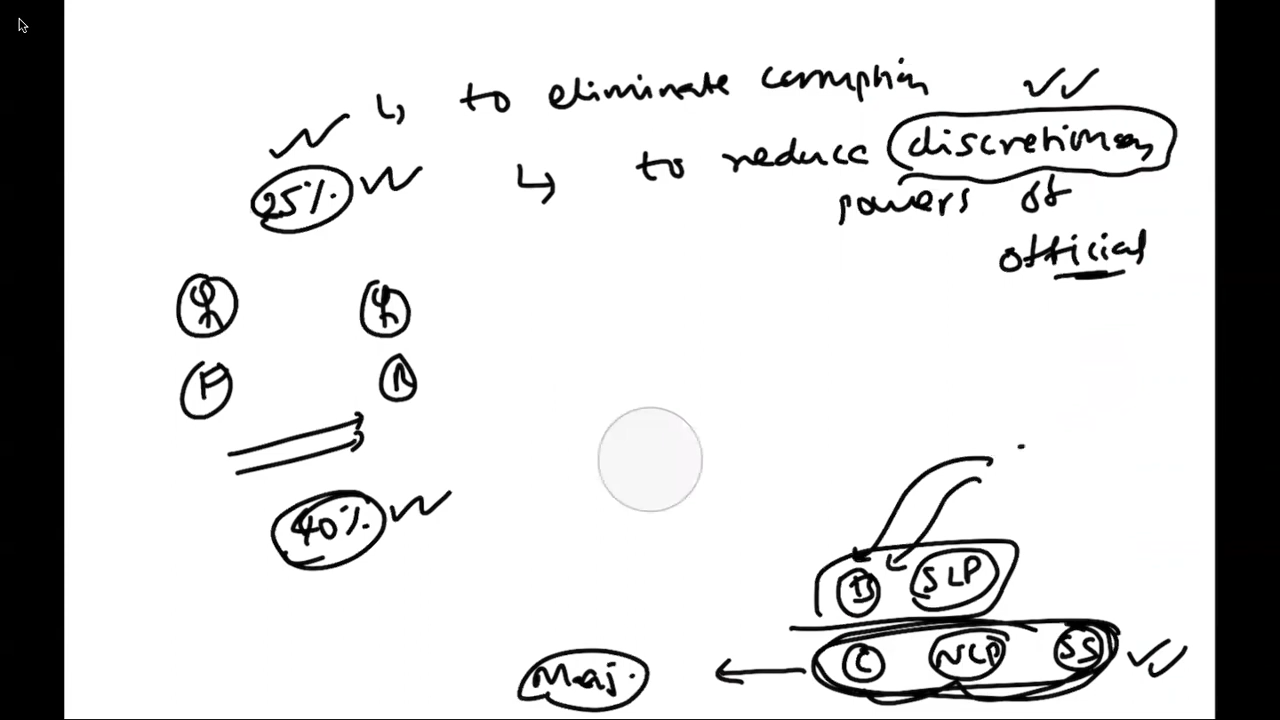 ↳ to eliminate corruption
25%. ↳ to reduce discretionary
powers of
official
F R
40%.
B SLP
C NCP SS
Maj.